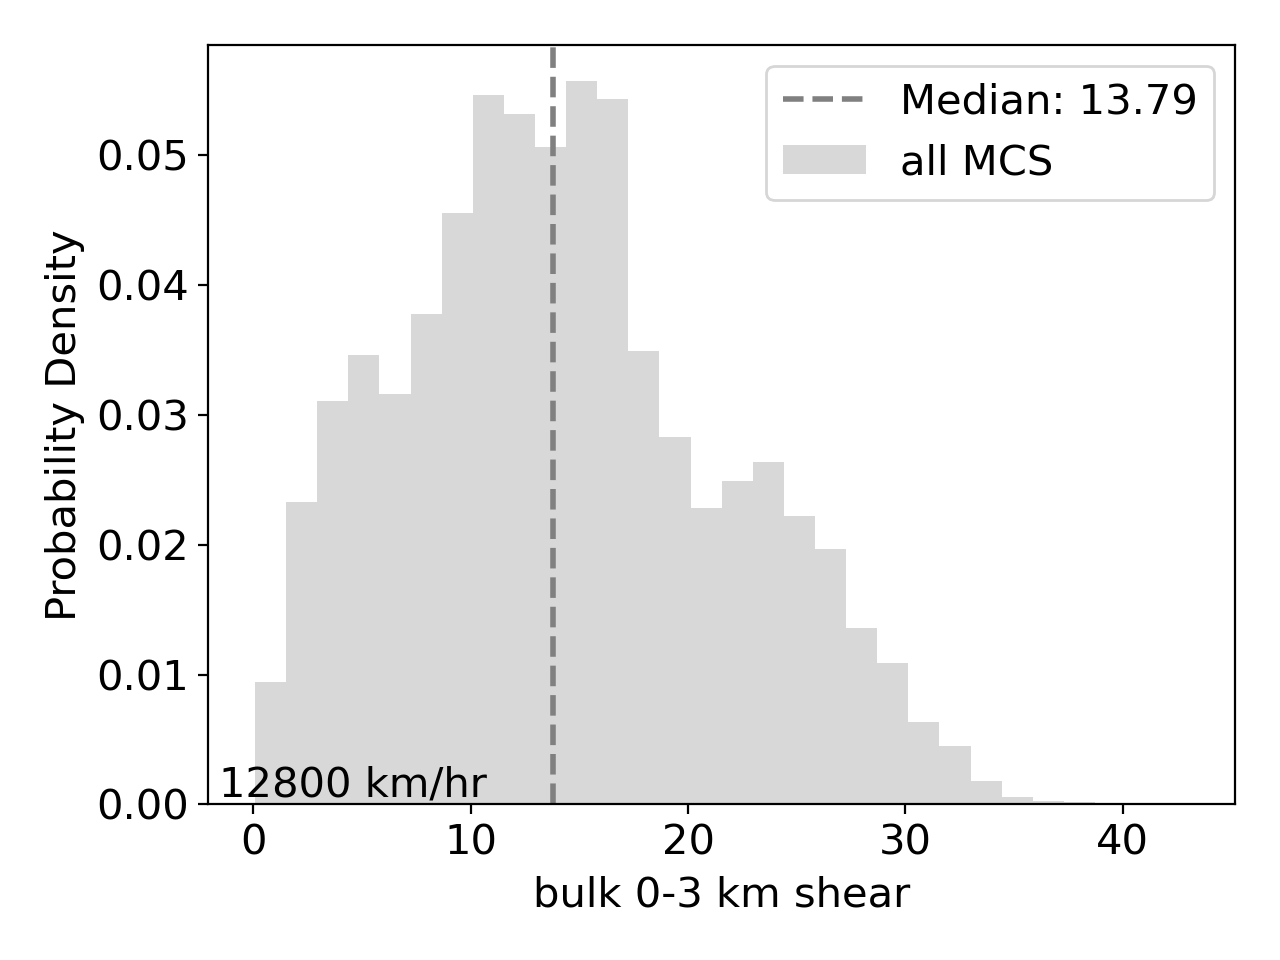 Median: 13.79
all MCS
Probability Density
0.05
0.04
0.03
0.02
0.01
0.00
12800 km/hr
0 10 20 30 40
bulk 0-3 km shear